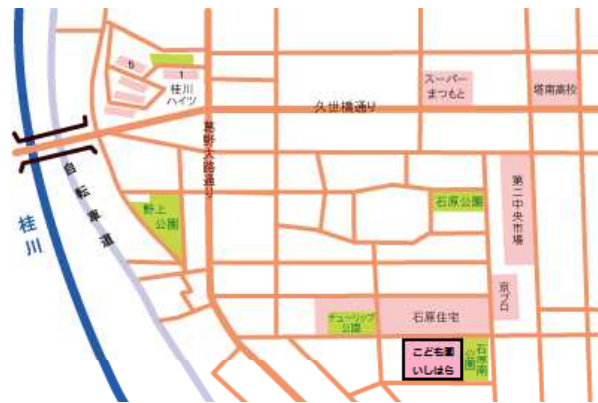 6
1
桂川
ハイツ
スーパー
まつもと
塔南高校
久世橋通り
葛野大路通り
自転車道
桂川
野上
公園
石原公園
第二中央市場
京プロ
チューリップ
公園
石原住宅
こども園
いしはら
石原南
公園